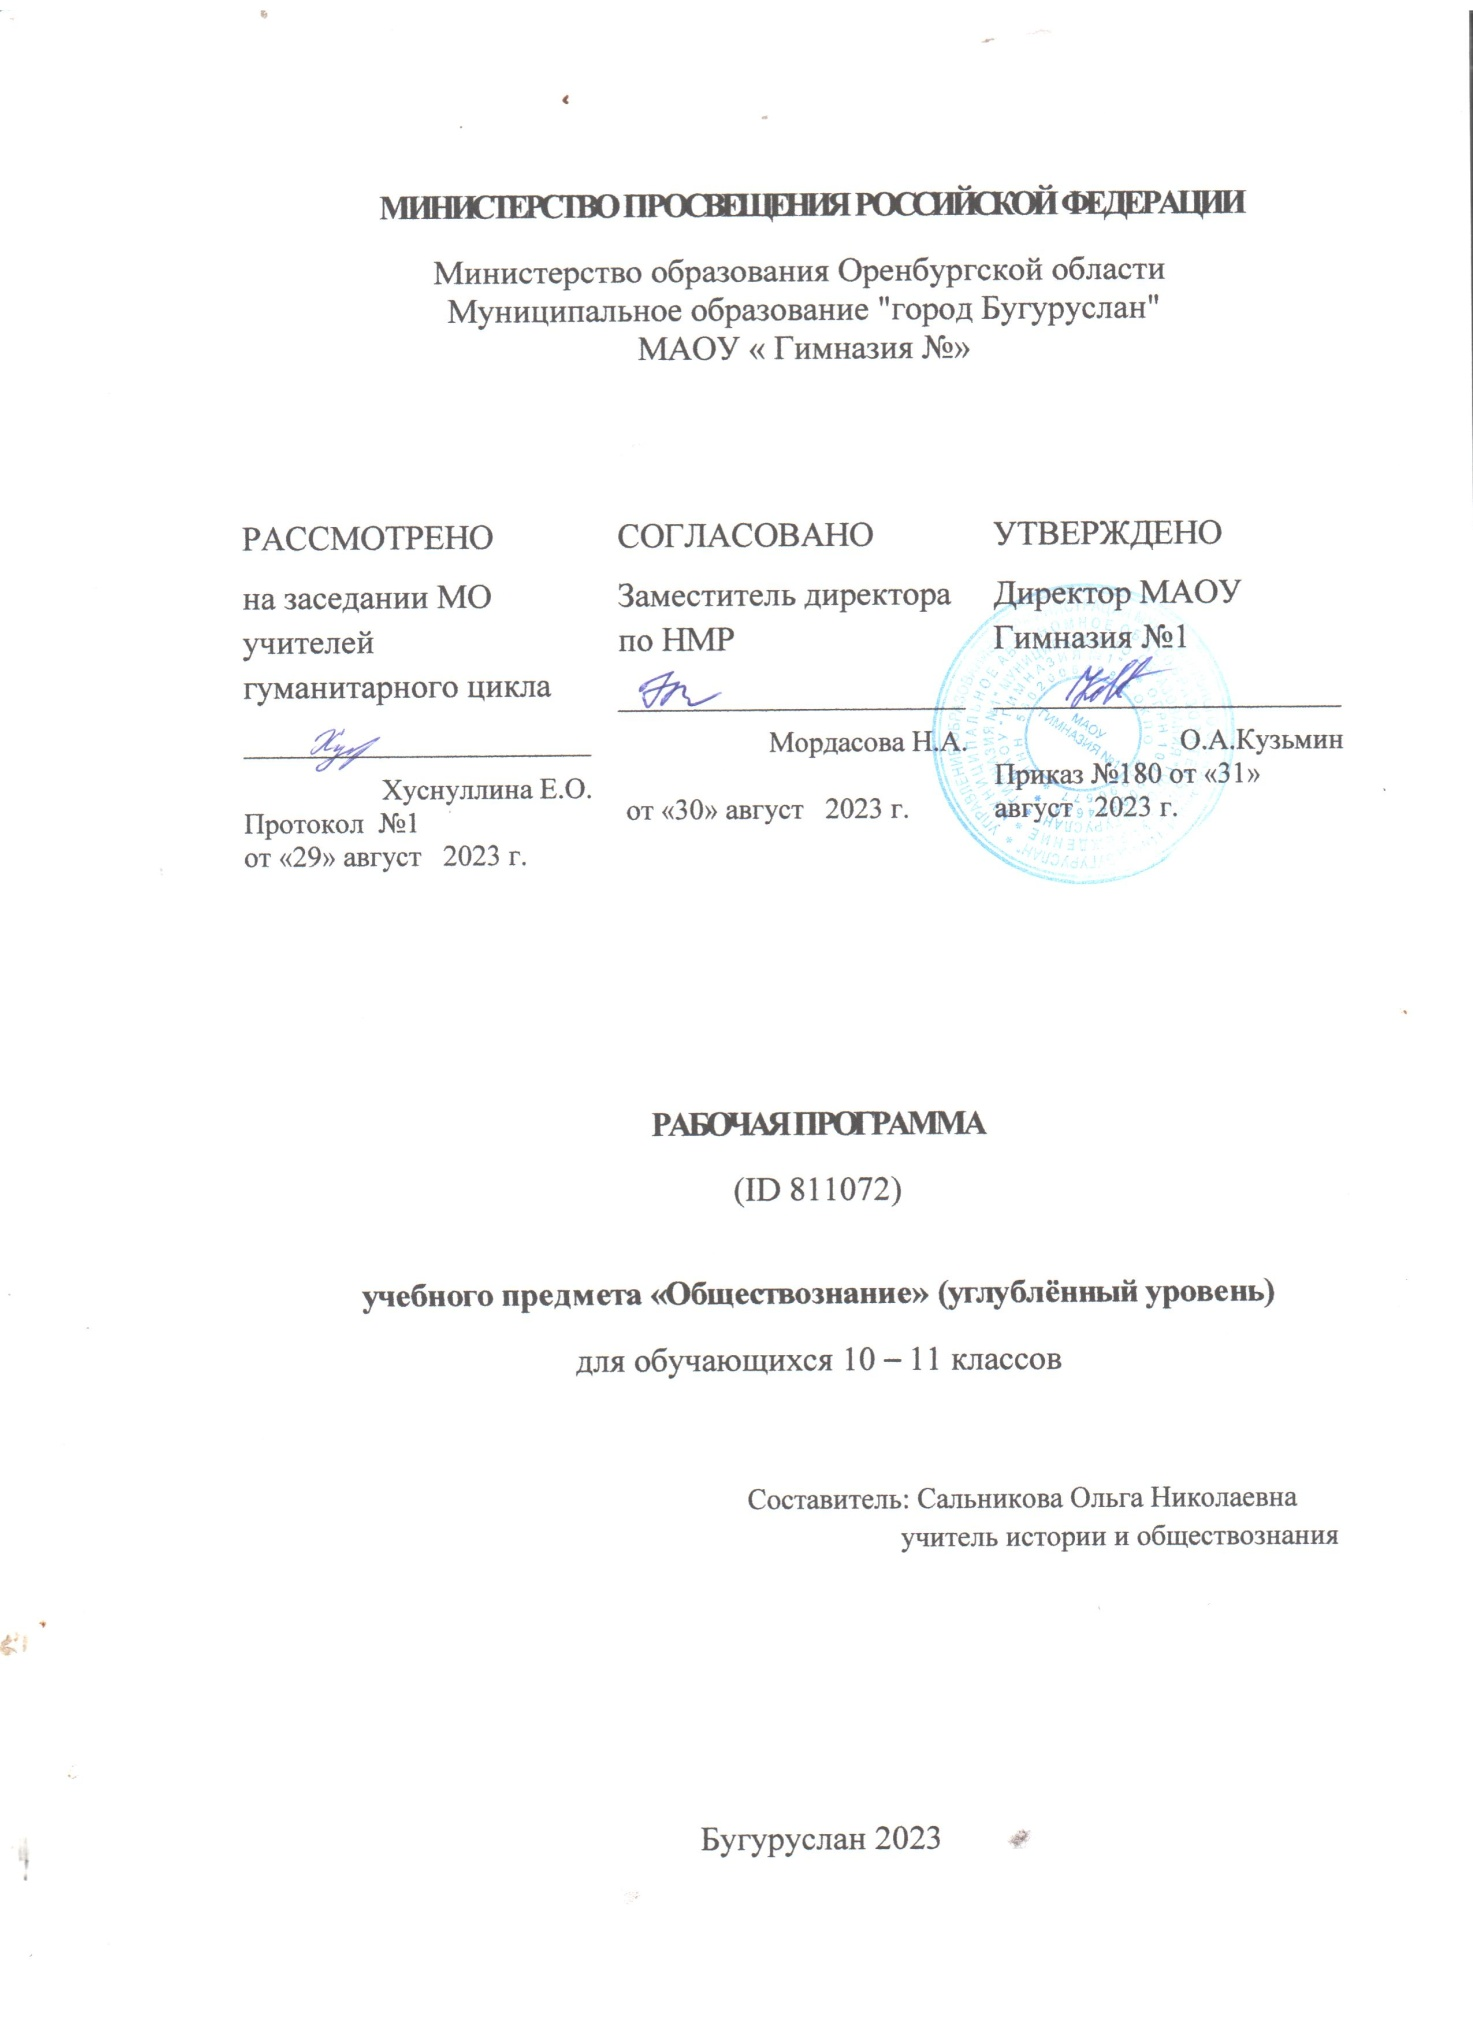 МИНИСТЕРСТВО ПРОСВЕЩЕНИЯ РОССИЙСКОЙ ФЕДЕРАЦИИ
Министерство образования Оренбургской области
Муниципальное образование "город Бугуруслан"
МАОУ « Гимназия №»
РАССМОТРЕНО
на заседании МО
учителей
гуманитарного цикла
Хуснуллина Е.О.
Протокол №1
от «29» август 2023 г.
СОГЛАСОВАНО
Заместитель директора
по НМР
Мордасова Н.А.
от «30» август 2023 г.
УТВЕРЖДЕНО
Директор МАОУ
Гимназия №1
О.А.Кузьмин
Приказ №180 от «31»
август 2023 г.
МАОУ
ГИМНАЗИЯ №1
РАБОЧАЯ ПРОГРАММА
(ID 811072)
учебного предмета «Обществознание» (углублённый уровень)
для обучающихся 10 – 11 классов
Составитель: Сальникова Ольга Николаевна
учитель истории и обществознания
Бугуруслан 2023